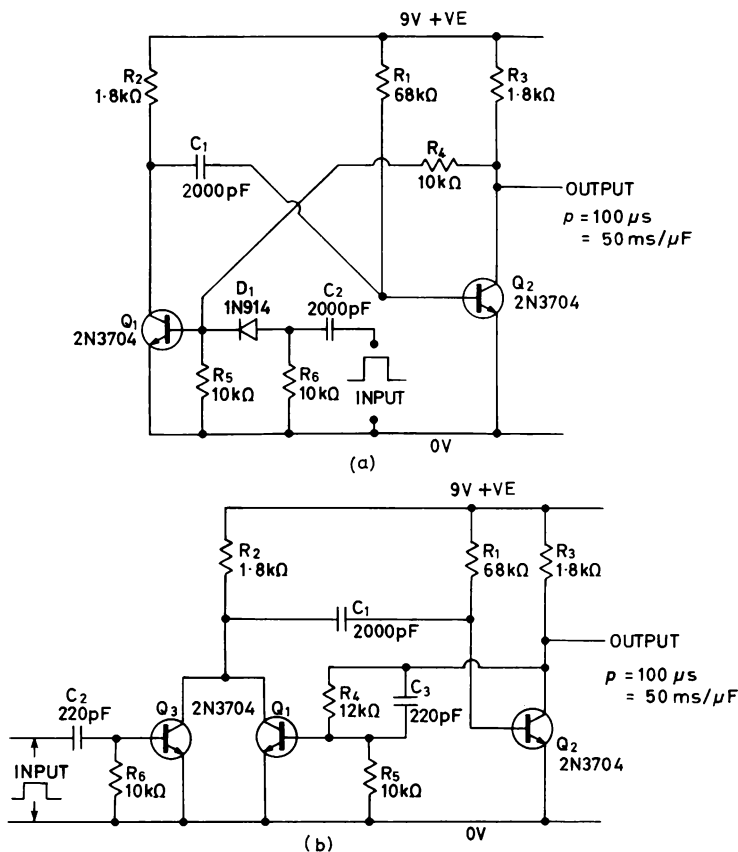 9V +VE
R2
1·8kΩ
R1
68kΩ
R3
1·8kΩ
C1
2000pF
R4
10kΩ
OUTPUT
p = 100 μs
= 50 ms/μF
Q1
2N3704
D1
1N914
C2
2000pF
Q2
2N3704
R5
10kΩ
R6
10kΩ
INPUT
0V
(a)
9V +VE
R2
1·8kΩ
R1
68kΩ
R3
1·8kΩ
C1
2000pF
OUTPUT
p = 100 μs
= 50 ms/μF
C2
220pF
Q3
2N3704
Q1
R4
12kΩ
C3
220pF
Q2
2N3704
INPUT
R6
10kΩ
R5
10kΩ
0V
(b)